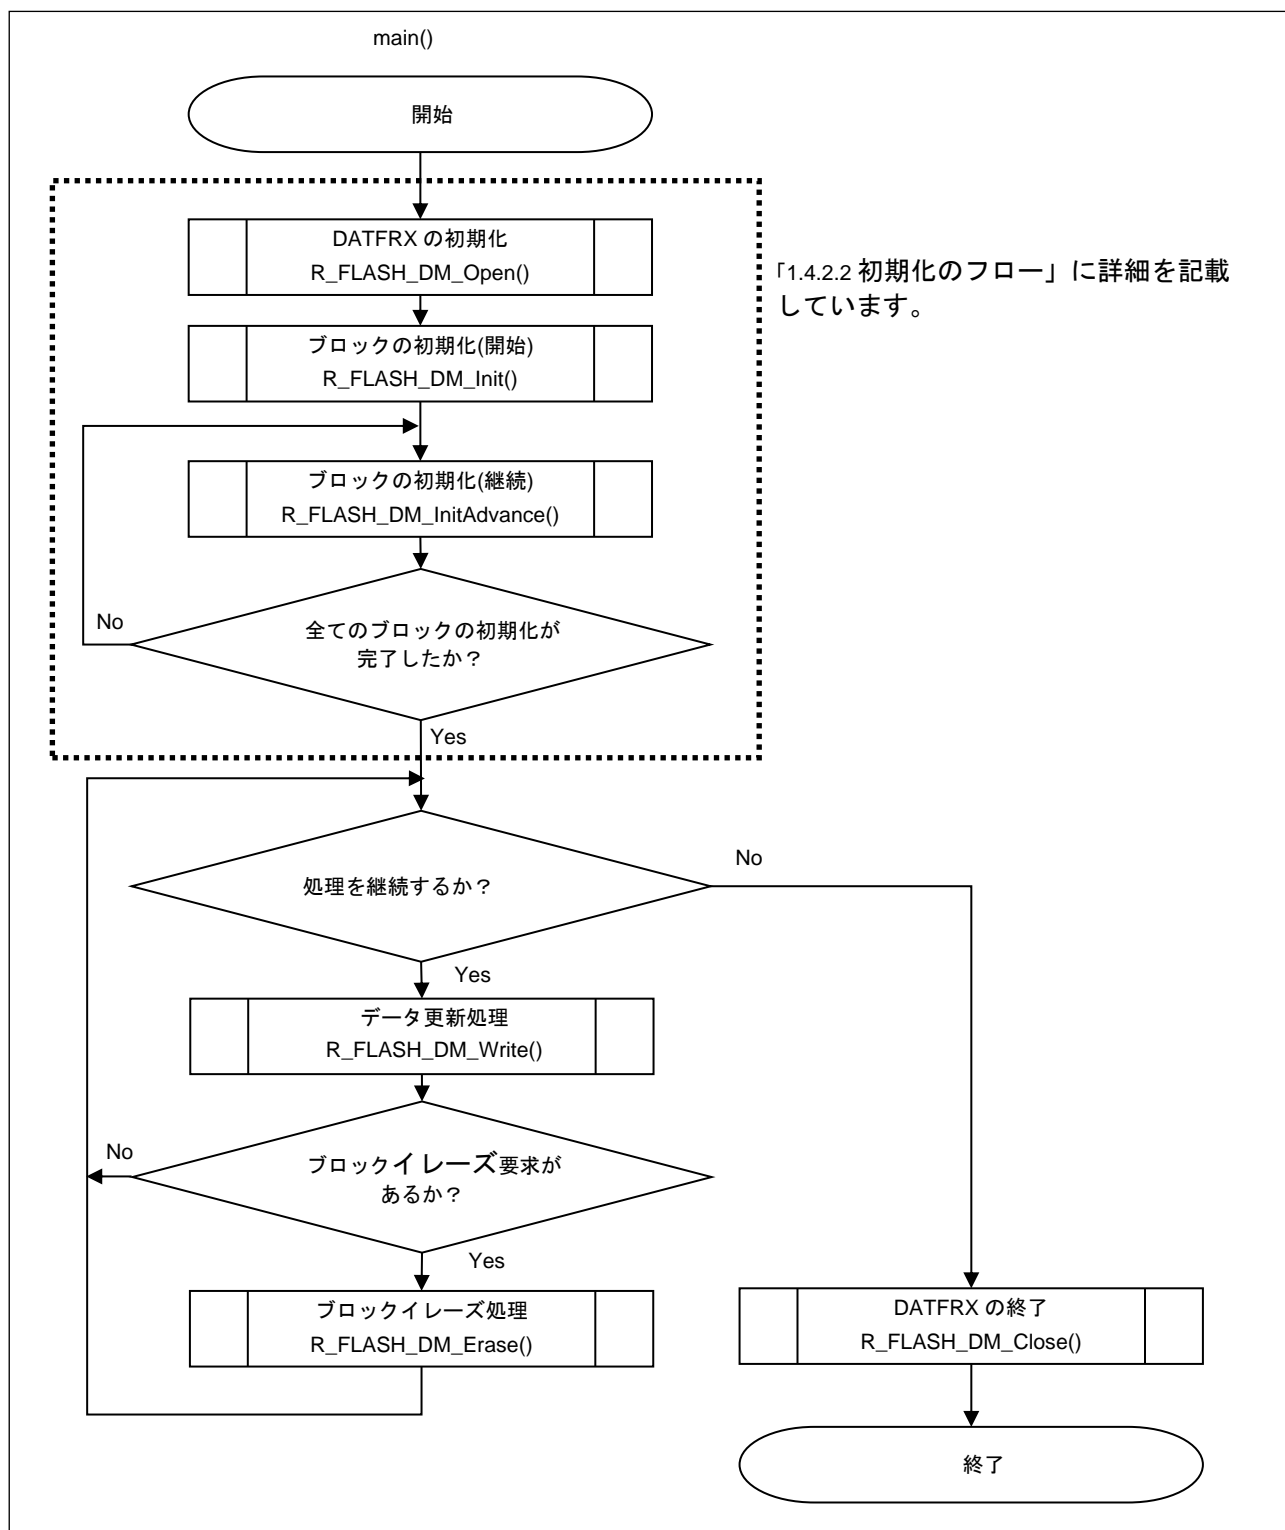 main()
開始
DATFRX の初期化
R_FLASH_DM_Open()
「1.4.2.2 初期化のフロー」に詳細を記載
しています。
ブロックの初期化(開始)
R_FLASH_DM_Init()
ブロックの初期化(継続)
R_FLASH_DM_InitAdvance()
No
全てのブロックの初期化が
完了したか？
Yes
処理を継続するか？
No
Yes
データ更新処理
R_FLASH_DM_Write()
No
ブロックイレーズ要求が
あるか？
Yes
ブロックイレーズ処理
R_FLASH_DM_Erase()
DATFRX の終了
R_FLASH_DM_Close()
終了